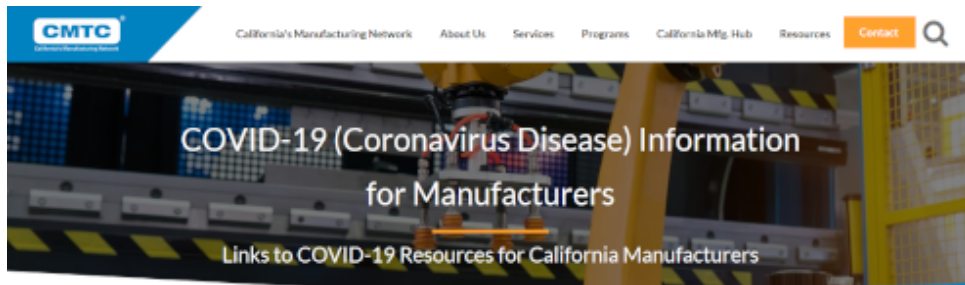 CMTC
California's Manufacturing Network
California's Manufacturing Network About Us Services Programs California Mfg. Hub Resources Contact
COVID-19 (Coronavirus Disease) Information
for Manufacturers
Links to COVID-19 Resources for California Manufacturers